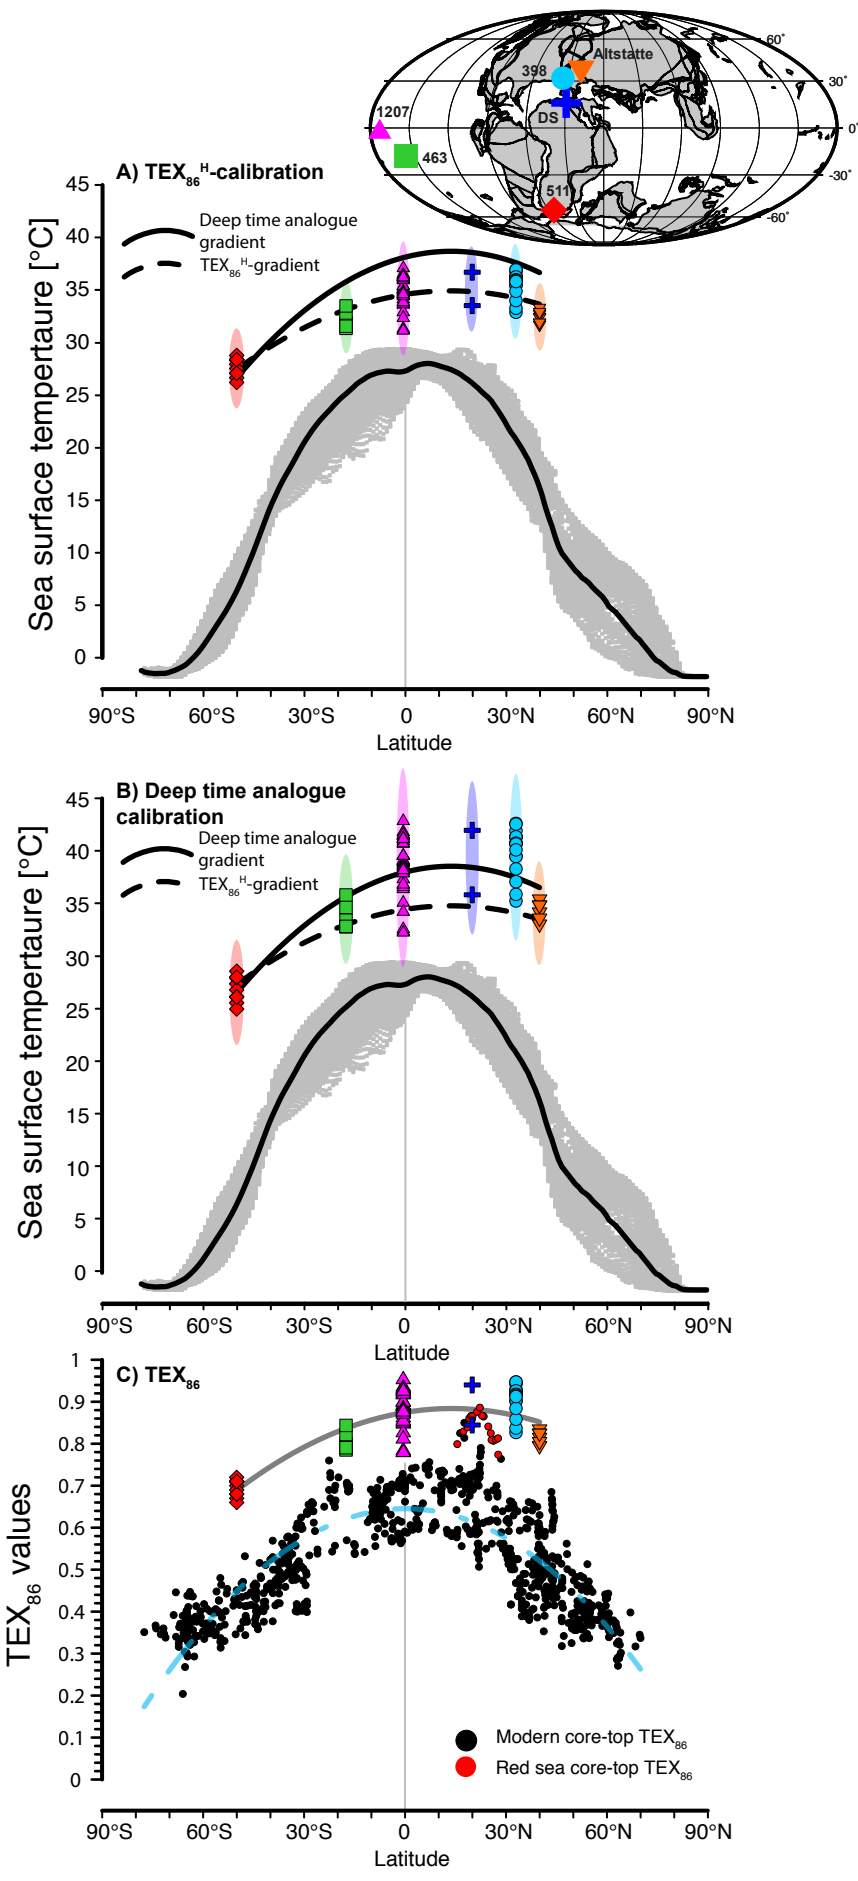 Altstatte
60°
398
30°
1207
DS
0°
463
-30°
511
-60°
A) TEX86H-calibration
45
Deep time analogue
gradient
TEX86H-gradient
40
35
30
25
20
15
10
5
0
Sea surface tempertaure [°C]
90°S 60°S 30°S 0 30°N 60°N 90°N
Latitude
B) Deep time analogue
calibration
45
Deep time analogue
gradient
TEX86H-gradient
40
35
30
25
20
15
10
5
0
Sea surface tempertaure [°C]
90°S 60°S 30°S 0 30°N 60°N 90°N
Latitude
C) TEX86
1
0.9
0.8
0.7
0.6
0.5
0.4
0.3
0.2
0.1
0
TEX86 values
Modern core-top TEX86
Red sea core-top TEX86
90°S 60°S 30°S 0 30°N 60°N 90°N
Latitude